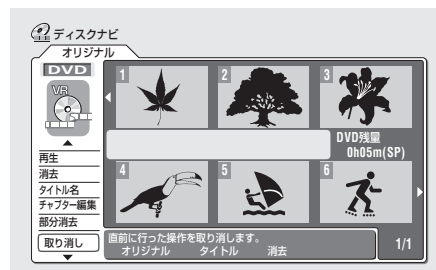 ディスクナビ
オリジナル
DVD
VR
1
2
3
DVD残量
0h05m(SP)
4
5
6
再生
消去
タイトル名
チャプター編集
部分消去
取り消し
直前に行った操作を取り消します。
オリジナル タイトル 消去
1/1